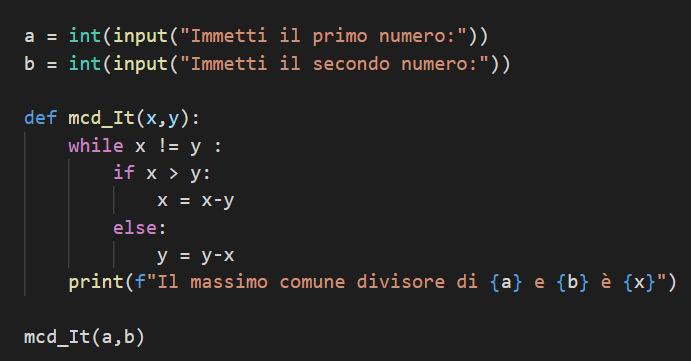 a = int(input("Immetti il primo numero:"))
b = int(input("Immetti il secondo numero:"))
def mcd_It(x,y):
    while x != y :
        if x > y:
            x = x-y
        else:
            y = y-x
    print(f"Il massimo comune divisore di {a} e {b} è {x}")
mcd_It(a,b)